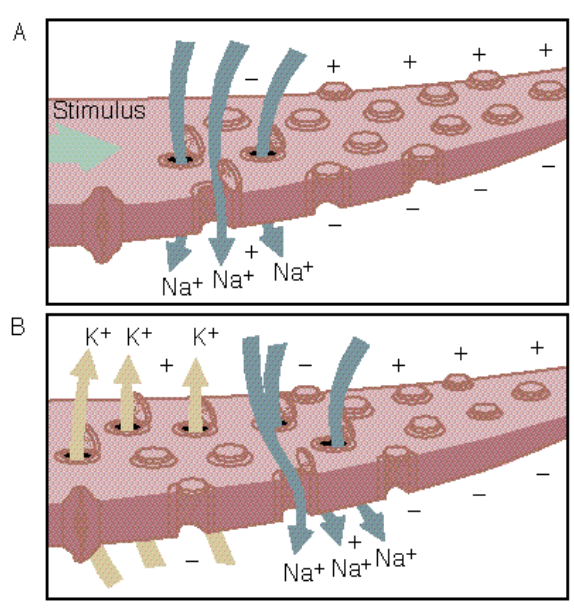 A
− + + + +
Stimulus
− − − −
+
Na⁺ Na⁺ Na⁺
B
K⁺ K⁺ K⁺
+ − + + +
− − −
− +
Na⁺ Na⁺ Na⁺